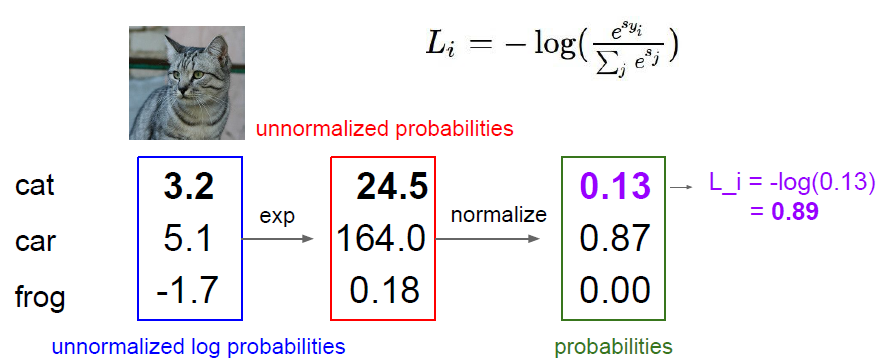 L_i = − log( e^{s_{y_i}} / ∑_j e^{s_j} )
unnormalized probabilities
cat 3.2 24.5 0.13 L_i = -log(0.13)
= 0.89
exp normalize
car 5.1 164.0 0.87
frog -1.7 0.18 0.00
unnormalized log probabilities probabilities